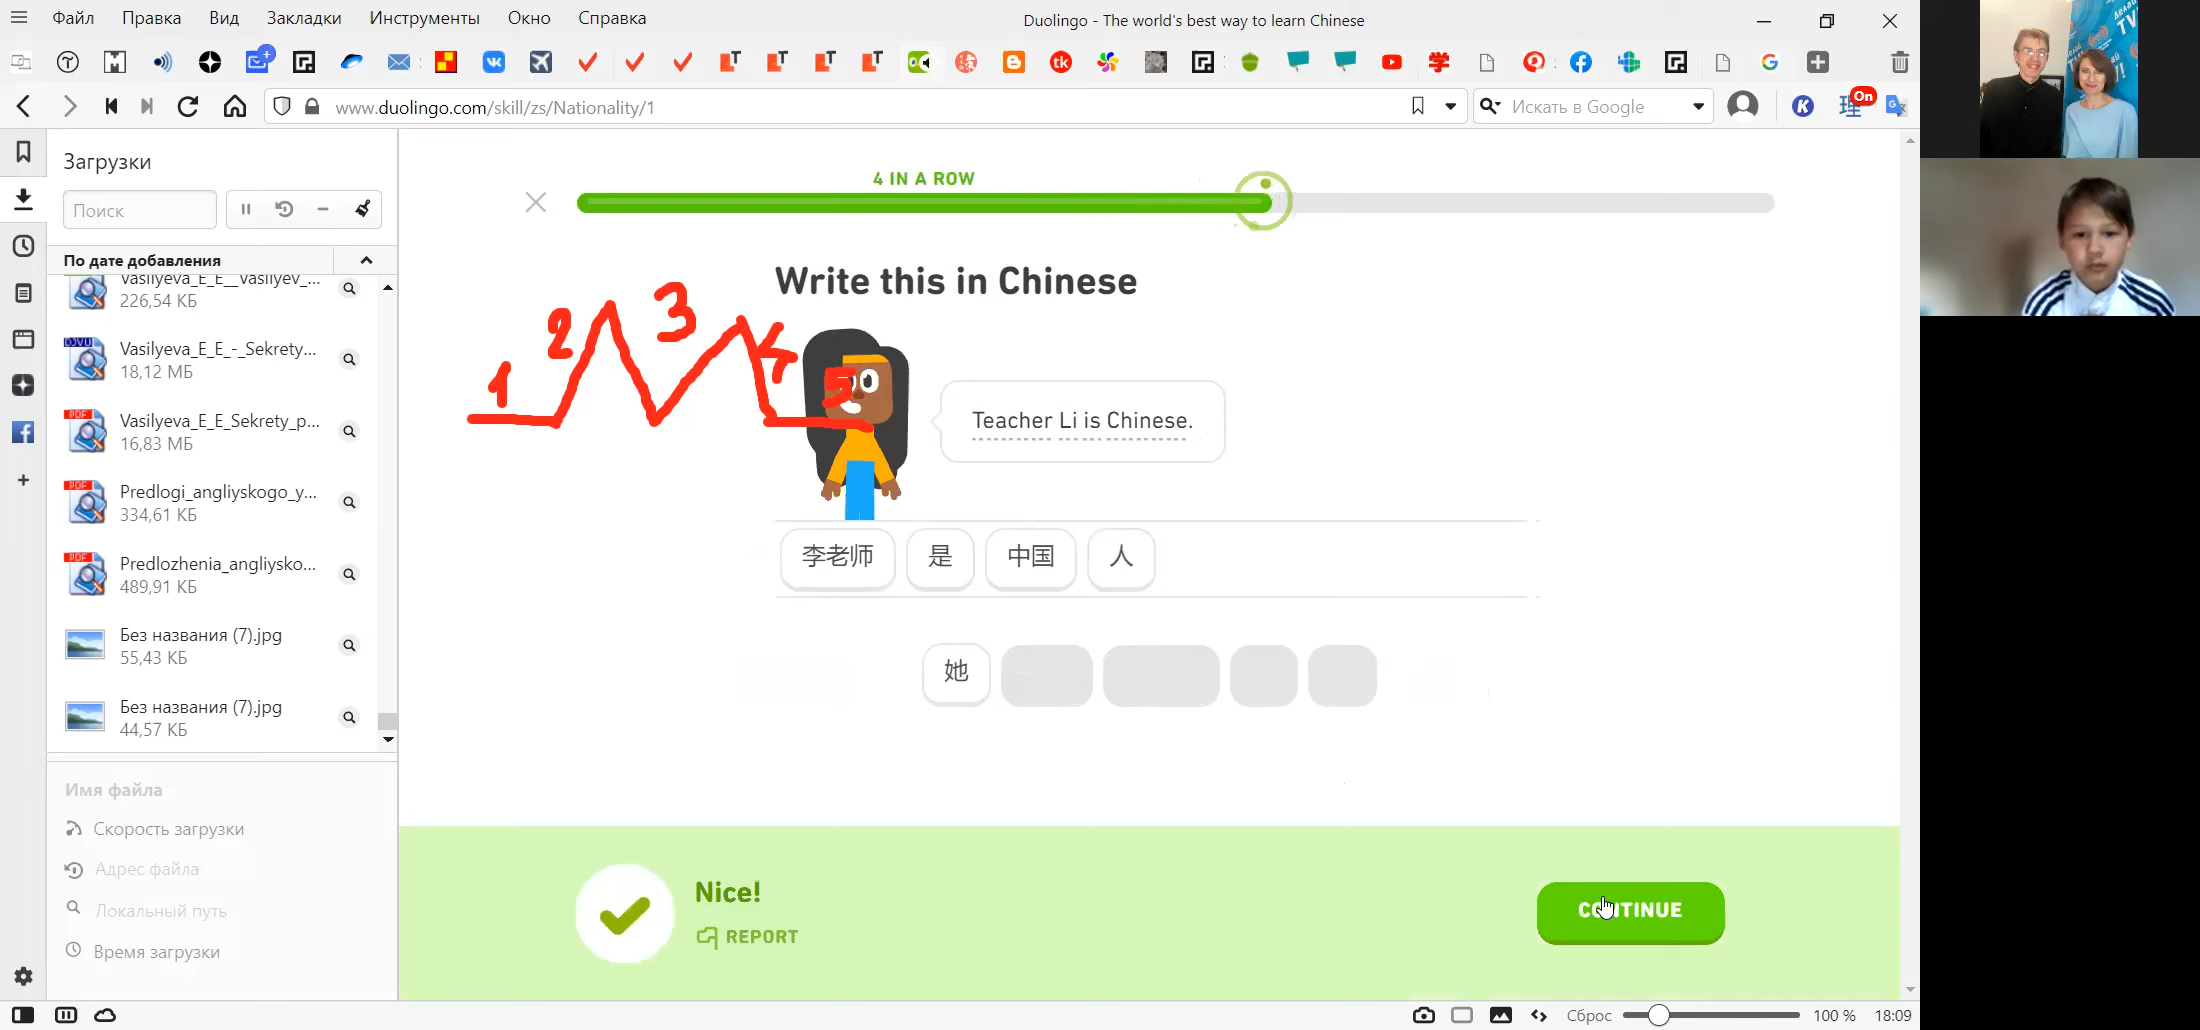 Файл Правка Вид Закладки Инструменты Окно Справка
Duolingo - The world's best way to learn Chinese
www.duolingo.com/skill/zs/Nationality/1
Искать в Google
On
Загрузки
Поиск
По дате добавления
Vasilyeva_E_E__Vasilyev_...
226,54 КБ
Vasilyeva_E_E_-_Sekrety...
18,12 МБ
Vasilyeva_E_E_Sekrety_p...
16,83 МБ
Predlogi_angliyskogo_y...
334,61 КБ
Predlozhenia_angliysko...
489,91 КБ
Без названия (7).jpg
55,43 КБ
Без названия (7).jpg
44,57 КБ
Имя файла
Скорость загрузки
Адрес файла
Локальный путь
Время загрузки
4 IN A ROW
Write this in Chinese
1 2 3 4 5
Teacher Li is Chinese.
李老师 是 中国 人
她
Nice!
REPORT
CONTINUE
Сброс 100 % 18:09